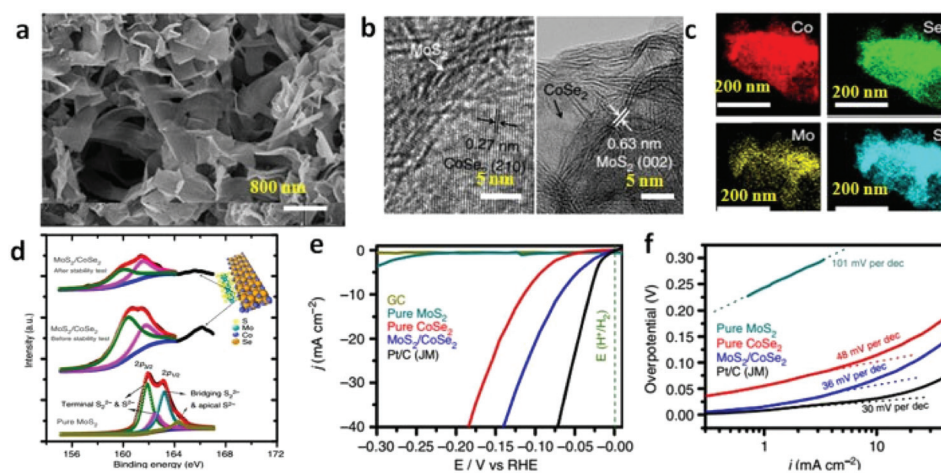 a
800 nm
b
MoS2
0.27 nm
CoSe2 (210)
5 nm
CoSe2
0.63 nm
MoS2 (002)
5 nm
c
Co
Se
200 nm
200 nm
Mo
S
200 nm
200 nm
d
MoS2/CoSe2
After stability test
S
Mo
Co
Se
MoS2/CoSe2
Before stability test
2p3/2
2p1/2
Terminal S2^2− & S^2−
Bridging S2^2−
& apical S^2−
Pure MoS2
Intensity (a.u.)
156 160 164 168 172
Binding energy (eV)
e
0
−10
−20
−30
−40
j (mA cm−2)
GC
Pure MoS2
Pure CoSe2
MoS2/CoSe2
Pt/C (JM)
E (H+/H2)
−0.30 −0.25 −0.20 −0.15 −0.10 −0.05 −0.00
E / V vs RHE
f
0.30
0.25
0.20
0.15
0.10
0.05
0.00
Overpotential (V)
101 mV per dec
Pure MoS2
Pure CoSe2
MoS2/CoSe2
Pt/C (JM)
48 mV per dec
36 mV per dec
30 mV per dec
1 10
j (mA cm−2)